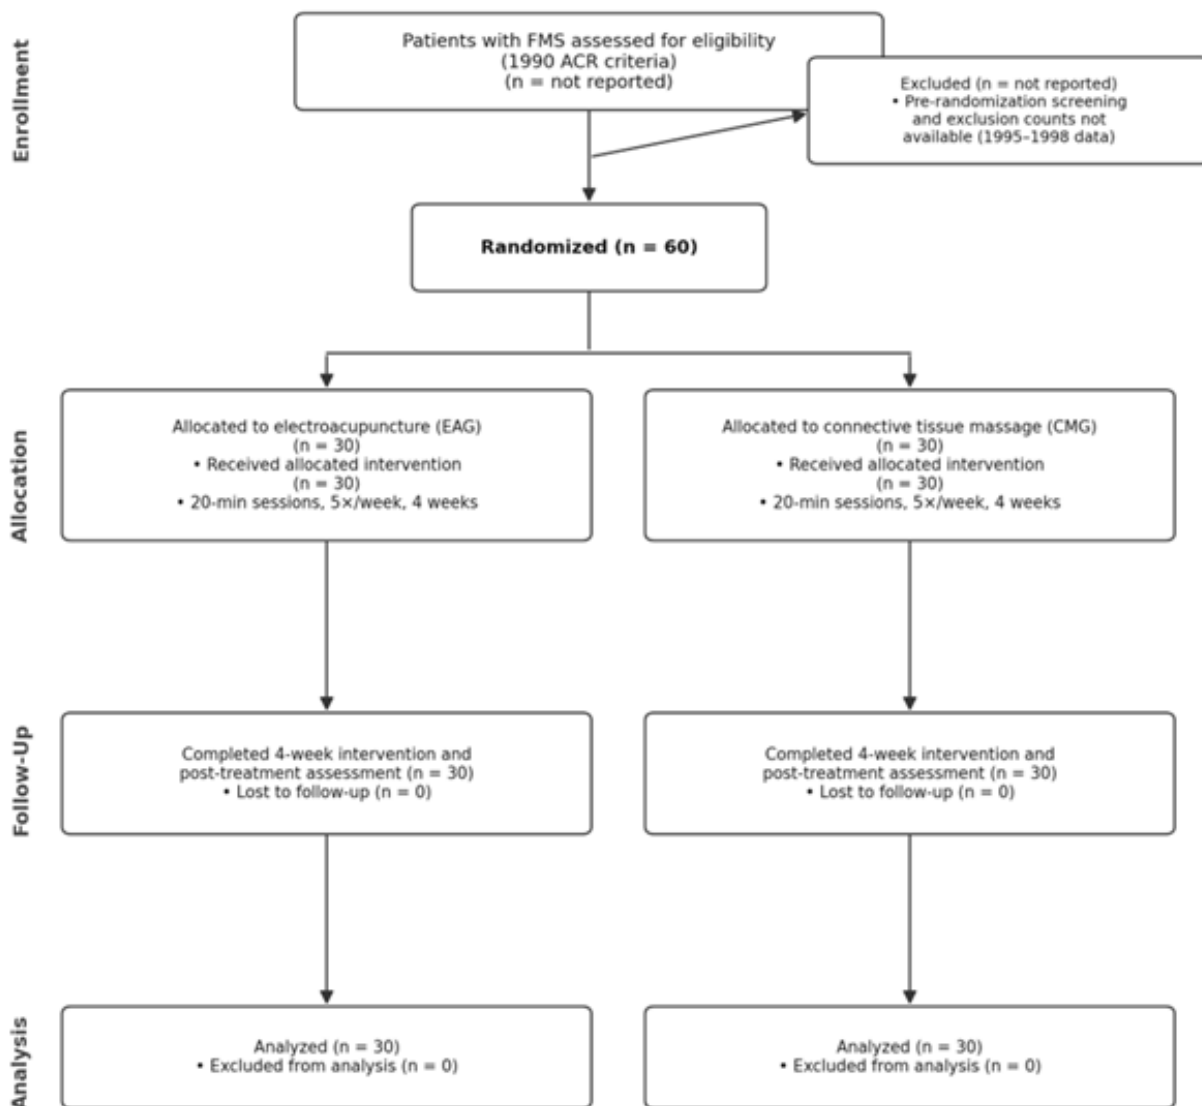 Enrollment
Patients with FMS assessed for eligibility
(1990 ACR criteria)
(n = not reported)
Excluded (n = not reported)
• Pre-randomization screening
and exclusion counts not
available (1995–1998 data)
Randomized (n = 60)
Allocation
Allocated to electroacupuncture (EAG)
(n = 30)
• Received allocated intervention
(n = 30)
• 20-min sessions, 5×/week, 4 weeks
Allocated to connective tissue massage (CMG)
(n = 30)
• Received allocated intervention
(n = 30)
• 20-min sessions, 5×/week, 4 weeks
Follow-Up
Completed 4-week intervention and
post-treatment assessment (n = 30)
• Lost to follow-up (n = 0)
Completed 4-week intervention and
post-treatment assessment (n = 30)
• Lost to follow-up (n = 0)
Analysis
Analyzed (n = 30)
• Excluded from analysis (n = 0)
Analyzed (n = 30)
• Excluded from analysis (n = 0)